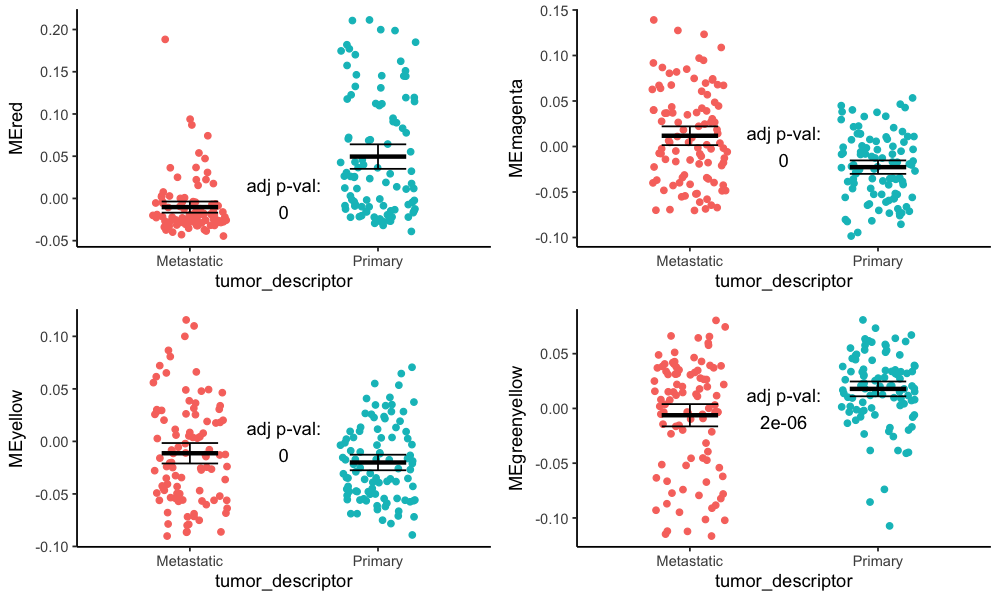 MEred
0.20
0.15
0.10
0.05
0.00
-0.05
adj p-val:
0
Metastatic
Primary
tumor_descriptor
MEmagenta
0.15
0.10
0.05
0.00
-0.05
-0.10
adj p-val:
0
Metastatic
Primary
tumor_descriptor
MEyellow
0.10
0.05
0.00
-0.05
-0.10
adj p-val:
0
Metastatic
Primary
tumor_descriptor
MEgreenyellow
0.05
0.00
-0.05
-0.10
adj p-val:
2e-06
Metastatic
Primary
tumor_descriptor